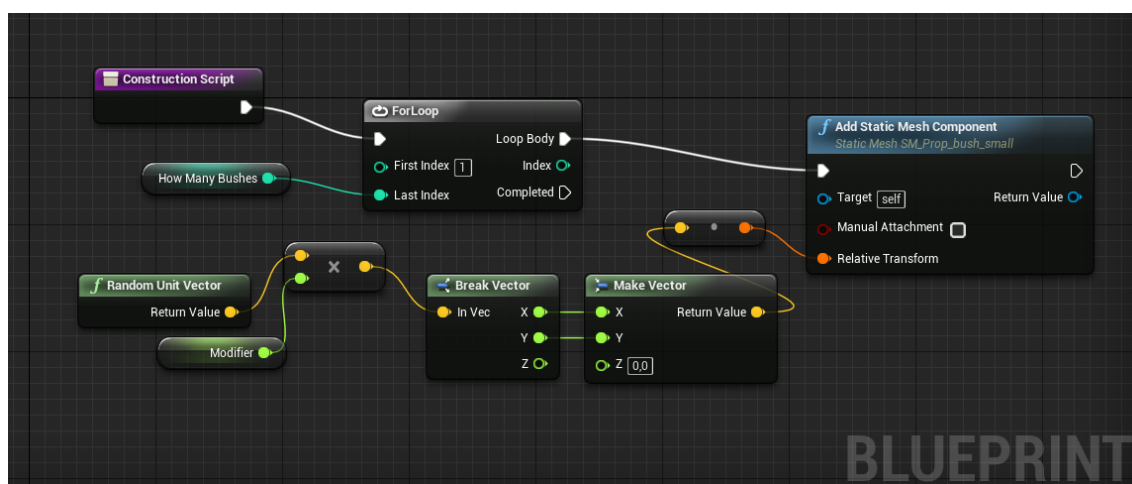 Construction Script
ForLoop
Loop Body
First Index 1
Index
Last Index
Completed
How Many Bushes
Add Static Mesh Component
Static Mesh SM_Prop_bush_small
Target self
Return Value
Manual Attachment
Relative Transform
Random Unit Vector
Return Value
Modifier
Break Vector
In Vec
X
Y
Z
Make Vector
X
Return Value
Y
Z 0,0
BLUEPRINT